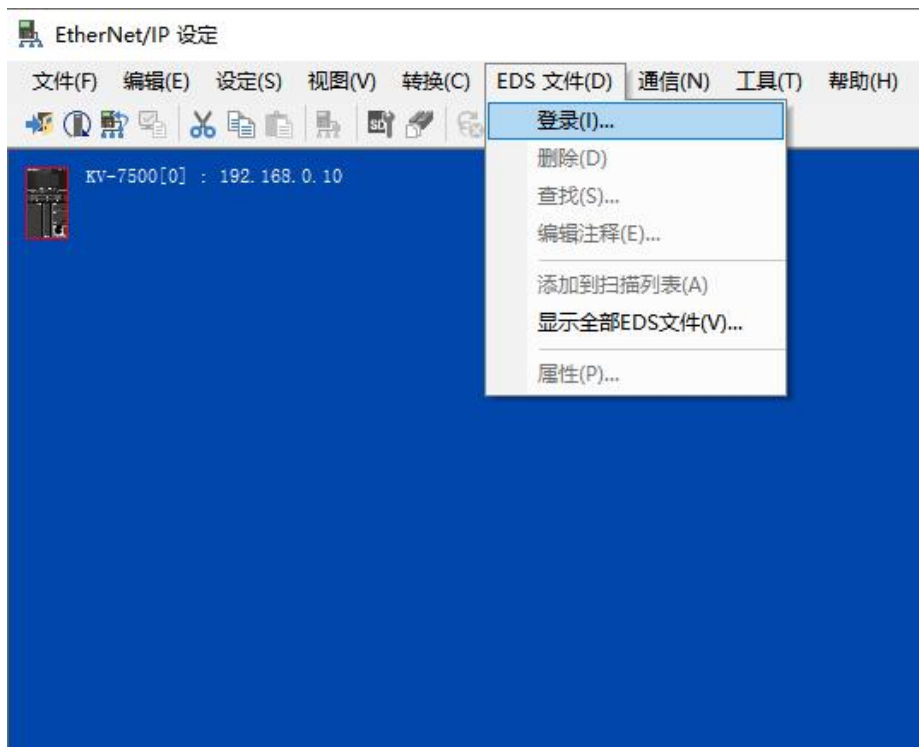 EtherNet/IP 设定
文件(F) 编辑(E) 设定(S) 视图(V) 转换(C) EDS 文件(D) 通信(N) 工具(T) 帮助(H)
SD
登录(I)...
删除(D)
KV-7500[0] : 192.168.0.10
查找(S)...
编辑注释(E)...
添加到扫描列表(A)
显示全部EDS文件(V)...
属性(P)...